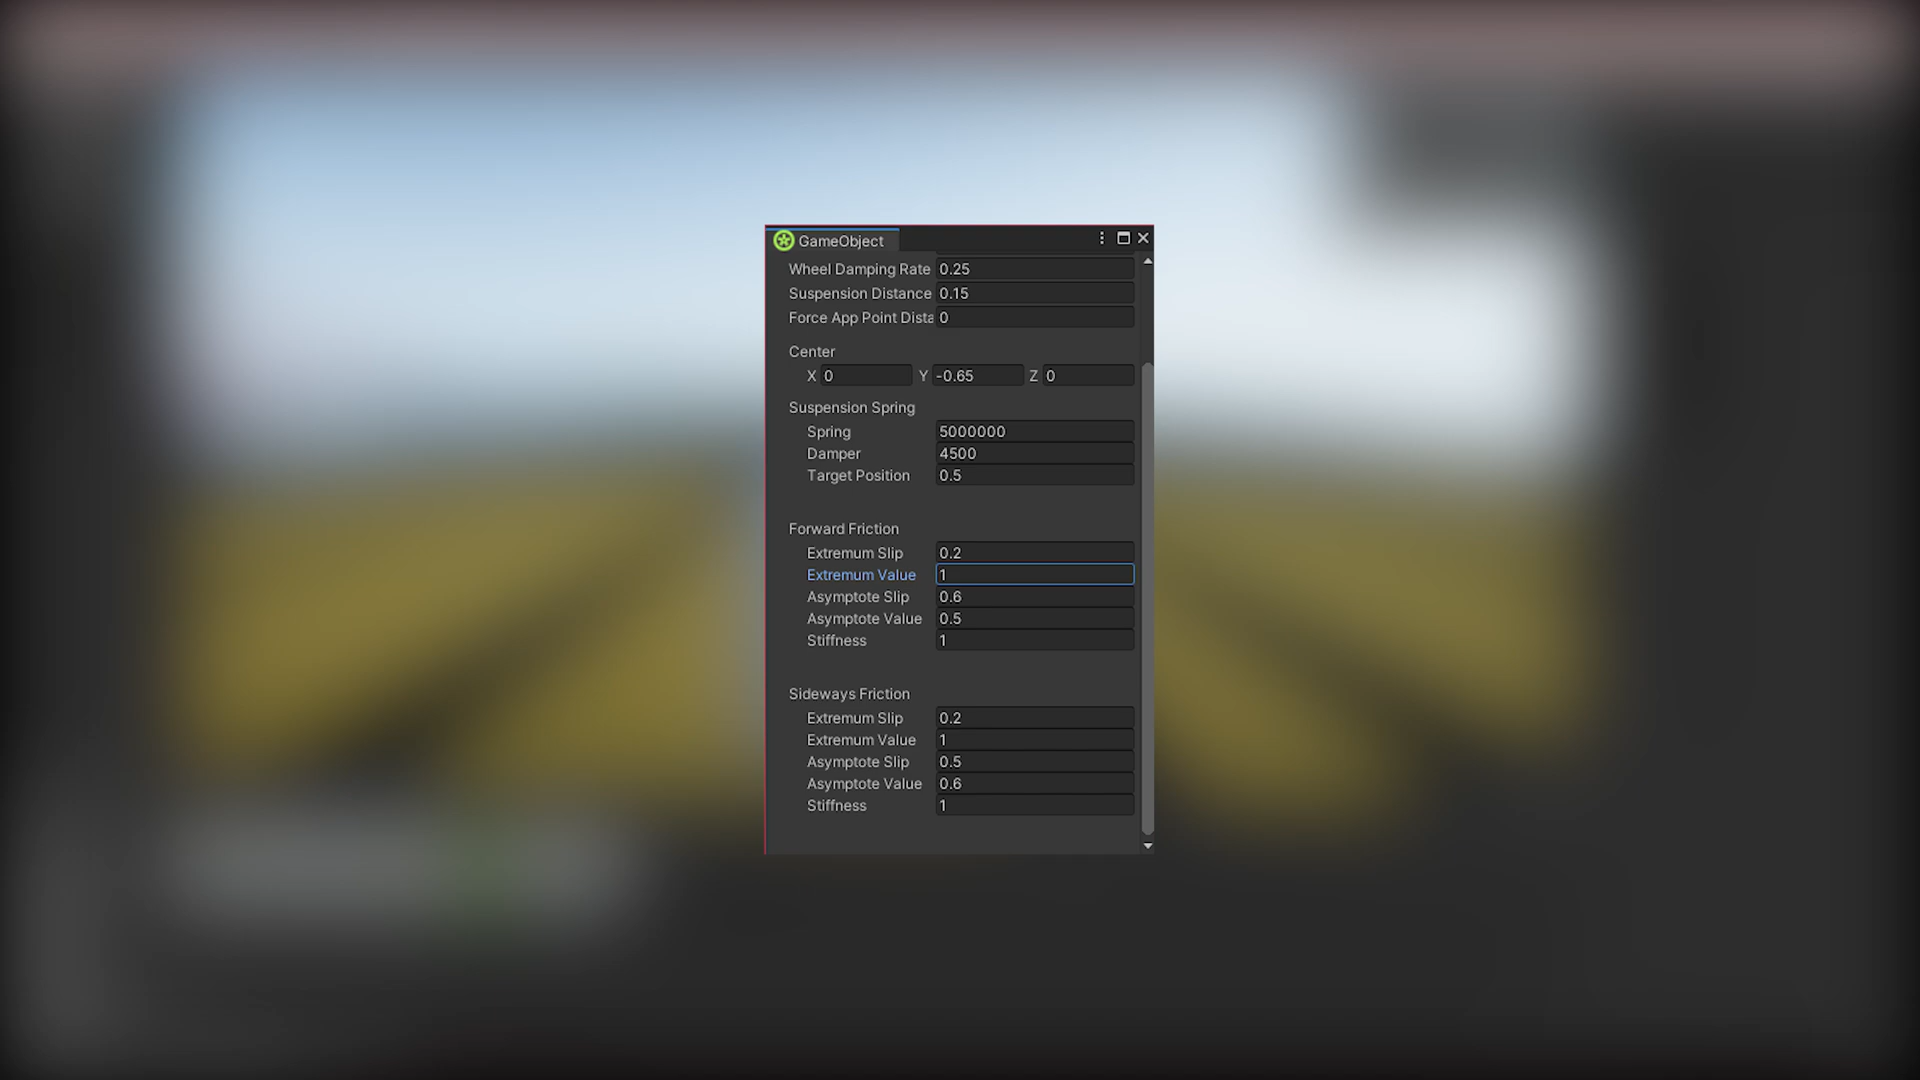 GameObject
Wheel Damping Rate 0.25
Suspension Distance 0.15
Force App Point Dista 0
Center
X 0 Y -0.65 Z 0
Suspension Spring
Spring 5000000
Damper 4500
Target Position 0.5
Forward Friction
Extremum Slip 0.2
Extremum Value 1
Asymptote Slip 0.6
Asymptote Value 0.5
Stiffness 1
Sideways Friction
Extremum Slip 0.2
Extremum Value 1
Asymptote Slip 0.5
Asymptote Value 0.6
Stiffness 1